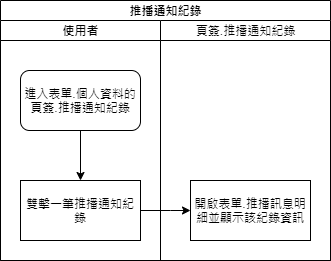 推播通知紀錄
使用者
頁簽.推播通知紀錄
進入表單.個人資料的
頁簽.推播通知紀錄
雙擊一筆推播通知紀
錄
開啟表單.推播訊息明
細並顯示該紀錄資訊